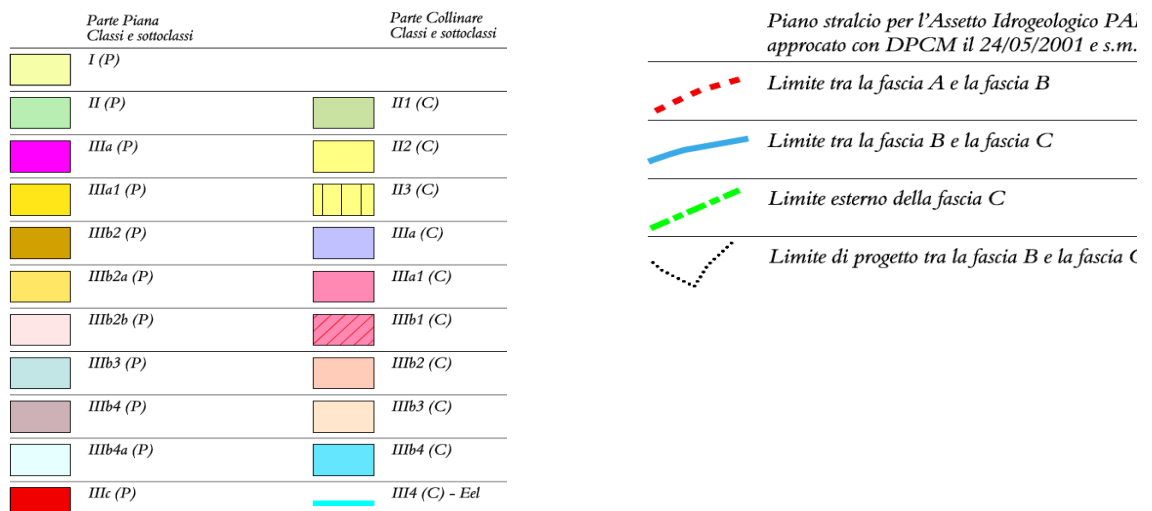 Parte Piana
Classi e sottoclassi
I (P)
II (P)
IIIa (P)
IIIa1 (P)
IIIb2 (P)
IIIb2a (P)
IIIb2b (P)
IIIb3 (P)
IIIb4 (P)
IIIb4a (P)
IIIc (P)
Parte Collinare
Classi e sottoclassi
II1 (C)
II2 (C)
II3 (C)
IIIa (C)
IIIa1 (C)
IIIb1 (C)
IIIb2 (C)
IIIb3 (C)
IIIb4 (C)
III4 (C) - Eel
Piano stralcio per l'Assetto Idrogeologico
approcato con DPCM il 24/05/2001 e s.m.
Limite tra la fascia A e la fascia B
Limite tra la fascia B e la fascia C
Limite esterno della fascia C
Limite di progetto tra la fascia B e la fascia